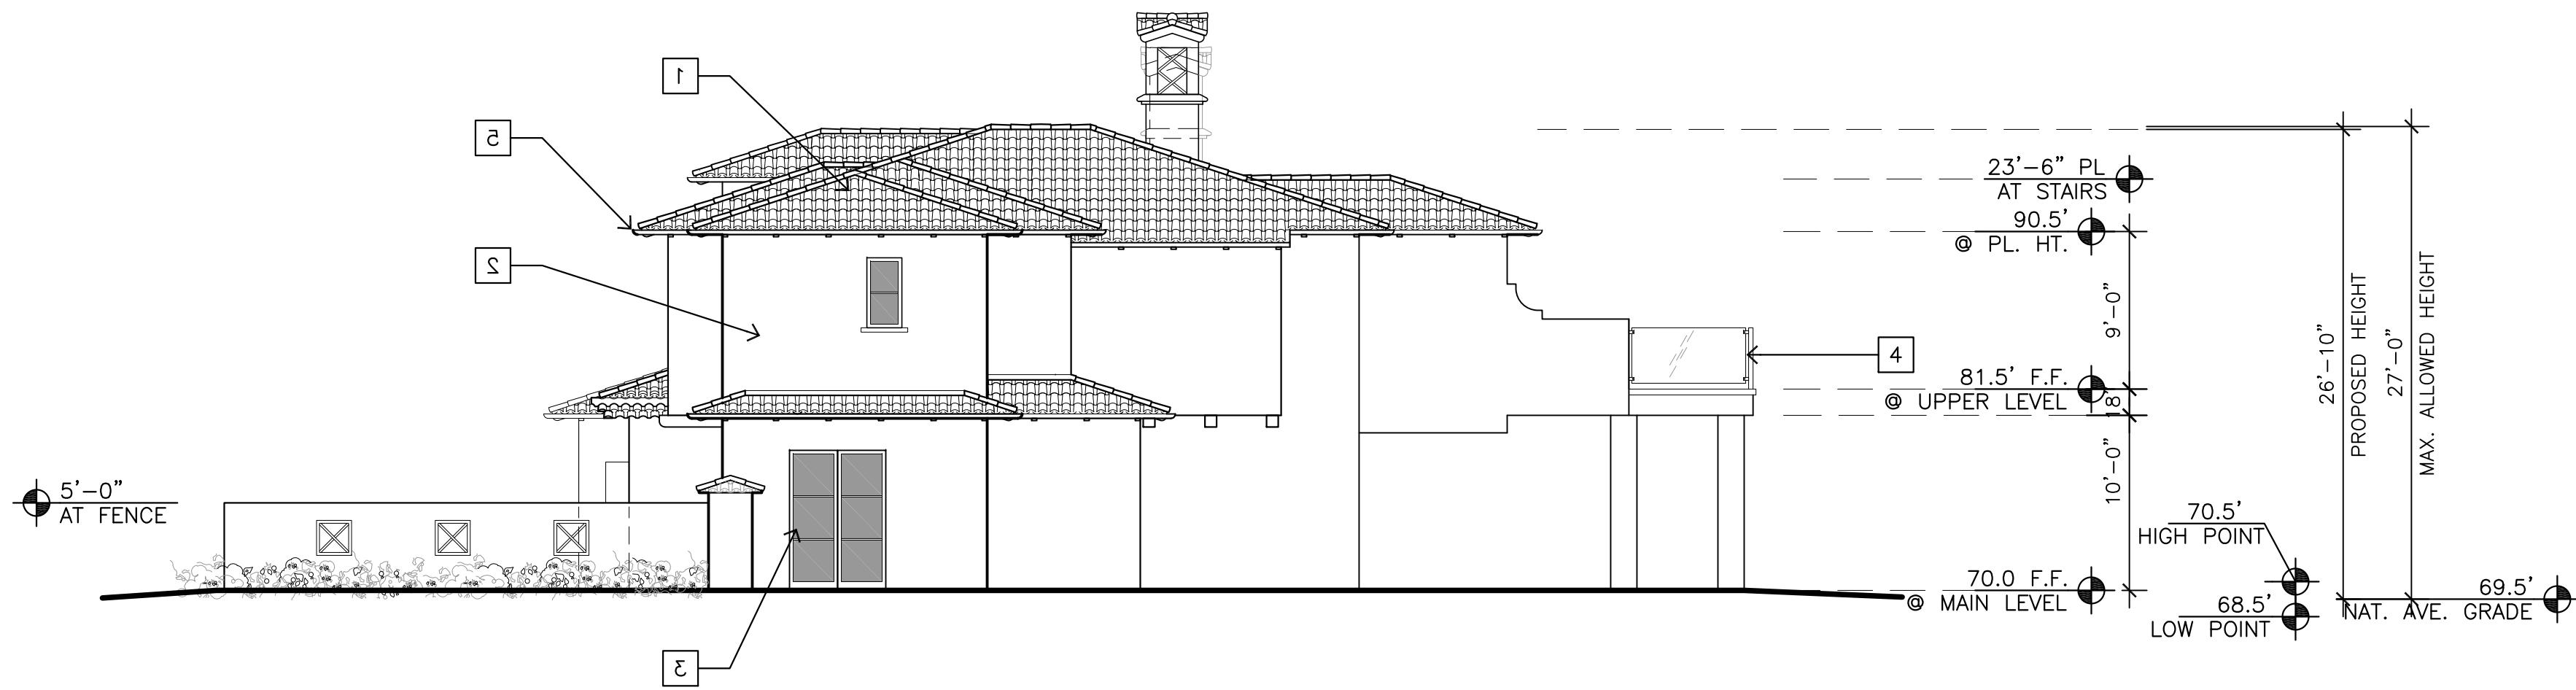 1
5
2
3
4
5'-0"
AT FENCE
23'-6" PL
AT STAIRS
90.5'
@ PL. HT.
9'-0"
81.5' F.F.
@ UPPER LEVEL
18"
10'-0"
70.0 F.F.
@ MAIN LEVEL
70.5'
HIGH POINT
68.5'
LOW POINT
26'-10"
PROPOSED HEIGHT
27'-0"
MAX. ALLOWED HEIGHT
69.5'
NAT. AVE. GRADE